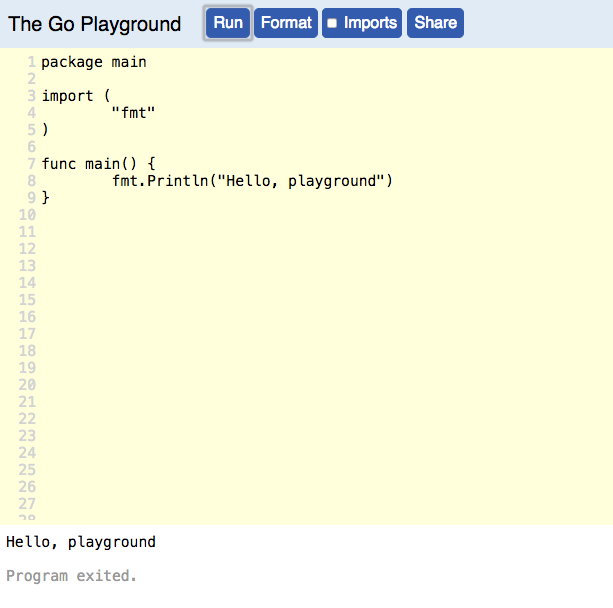 The Go Playground Run Format Imports Share
1 package main
2
3 import (
4 "fmt"
5 )
6
7 func main() {
8 fmt.Println("Hello, playground")
9 }
10
11
12
13
14
15
16
17
18
19
20
21
22
23
24
25
26
27
28
Hello, playground
Program exited.